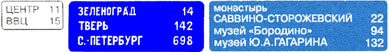 ЦЕНТР 11
ВВЦ 15
ЗЕЛЕНОГРАД 14
ТВЕРЬ 142
С.-ПЕТЕРБУРГ 698
монастырь
САВВИНО-СТОРОЖЕВСКИЙ 22
музей «Бородино» 94
музей Ю.А.ГАГАРИНА 132